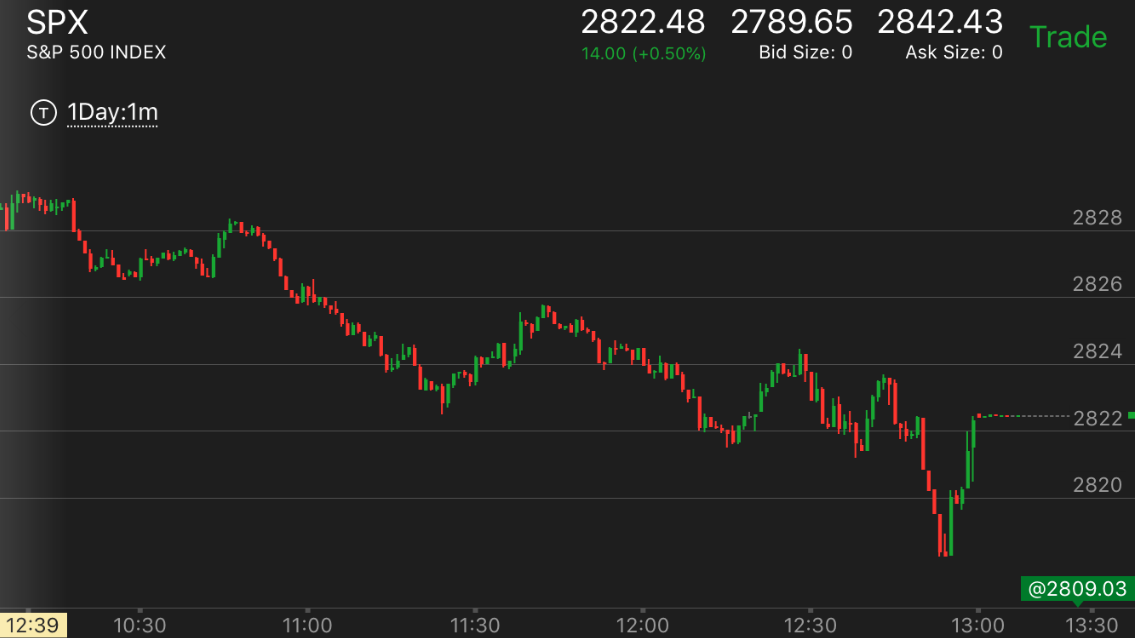 SPX 2822.48 2789.65 2842.43 Trade
S&P 500 INDEX 14.00 (+0.50%) Bid Size: 0 Ask Size: 0
T 1Day:1m
2828
2826
2824
2822
2820
@2809.03
12:39 10:30 11:00 11:30 12:00 12:30 13:00 13:30